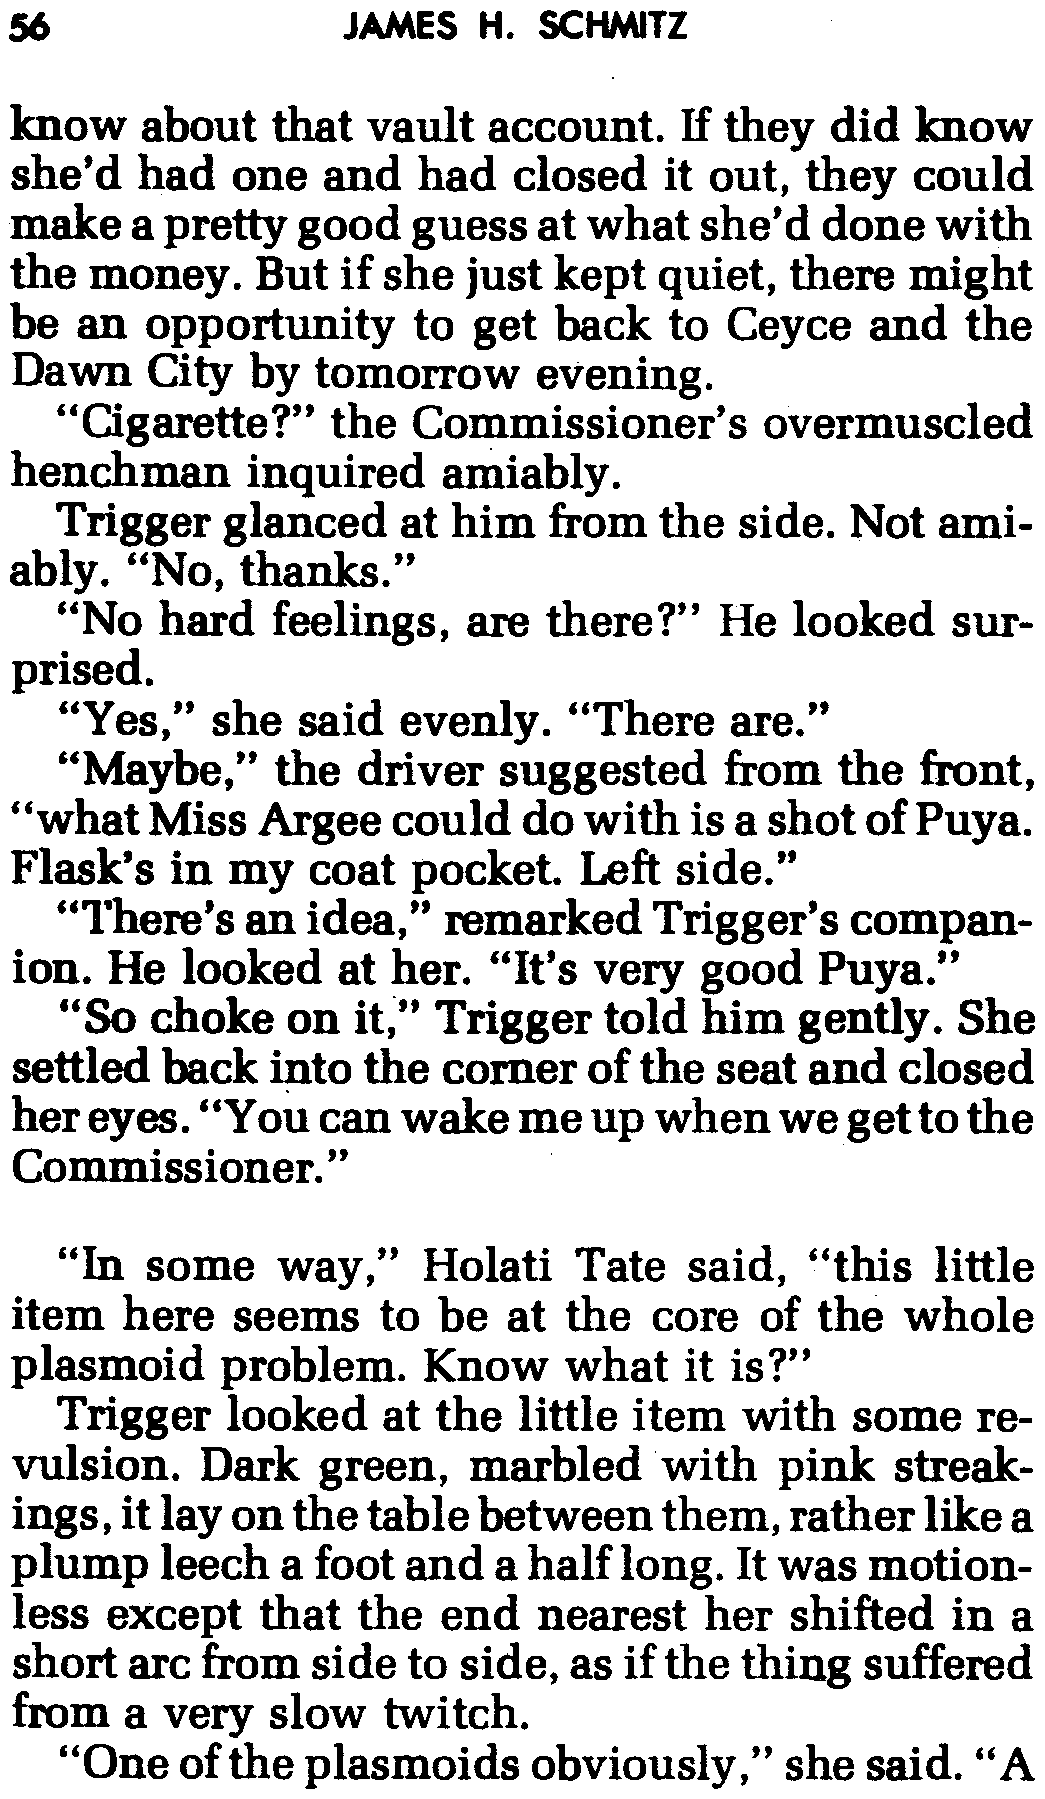 56 JAMES H. SCHMITZ
know about that vault account. If they did know
she'd had one and had closed it out, they could
make a pretty good guess at what she'd done with
the money. But if she just kept quiet, there might
be an opportunity to get back to Ceyce and the
Dawn City by tomorrow evening.
"Cigarette?" the Commissioner's overmuscled
henchman inquired amiably.
Trigger glanced at him from the side. Not ami-
ably. "No, thanks."
"No hard feelings, are there?" He looked sur-
prised.
"Yes," she said evenly. "There are."
"Maybe," the driver suggested from the front,
"what Miss Argee could do with is a shot of Puya.
Flask's in my coat pocket. Left side."
"There's an idea," remarked Trigger's compan-
ion. He looked at her. "It's very good Puya."
"So choke on it," Trigger told him gently. She
settled back into the corner of the seat and closed
her eyes. "You can wake me up when we get to the
Commissioner."
"In some way," Holati Tate said, "this little
item here seems to be at the core of the whole
plasmoid problem. Know what it is?"
Trigger looked at the little item with some re-
vulsion. Dark green, marbled with pink streak-
ings, it lay on the table between them, rather like a
plump leech a foot and a half long. It was motion-
less except that the end nearest her shifted in a
short arc from side to side, as if the thing suffered
from a very slow twitch.
"One of the plasmoids obviously," she said. "A